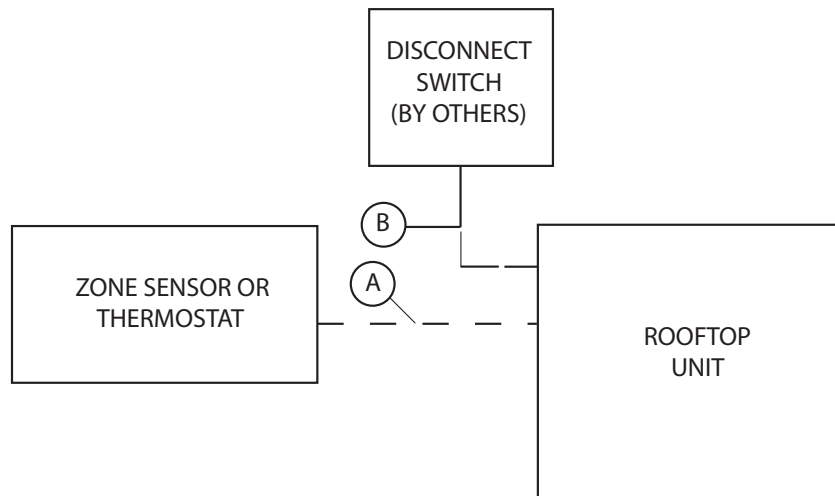 DISCONNECT
SWITCH
(BY OTHERS)
B
A
ZONE SENSOR OR
THERMOSTAT
ROOFTOP
UNIT